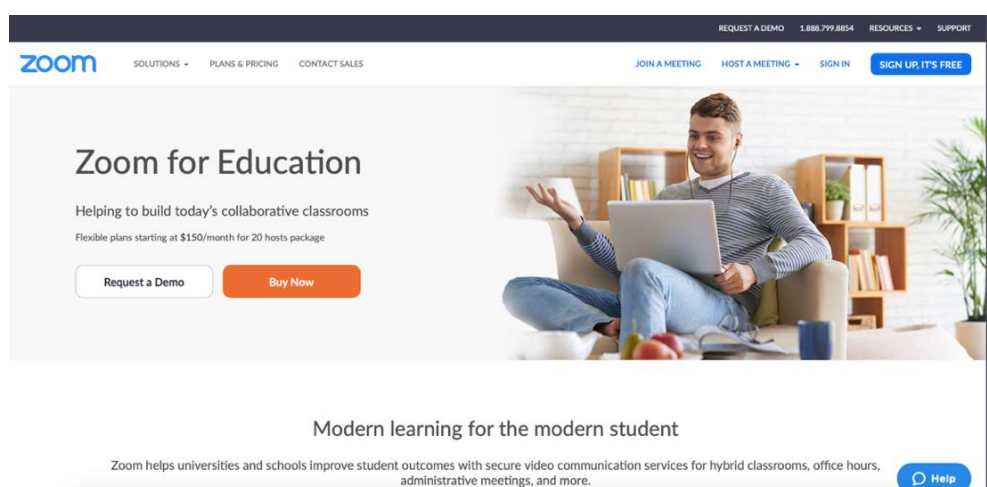 REQUEST A DEMO 1.888.799.8854 RESOURCES SUPPORT
zoom SOLUTIONS PLANS & PRICING CONTACT SALES JOIN A MEETING HOST A MEETING SIGN IN SIGN UP, IT'S FREE
Zoom for Education
Helping to build today's collaborative classrooms
Flexible plans starting at $150/month for 20 hosts package
Request a Demo Buy Now
Modern learning for the modern student
Zoom helps universities and schools improve student outcomes with secure video communication services for hybrid classrooms, office hours,
administrative meetings, and more.
Help